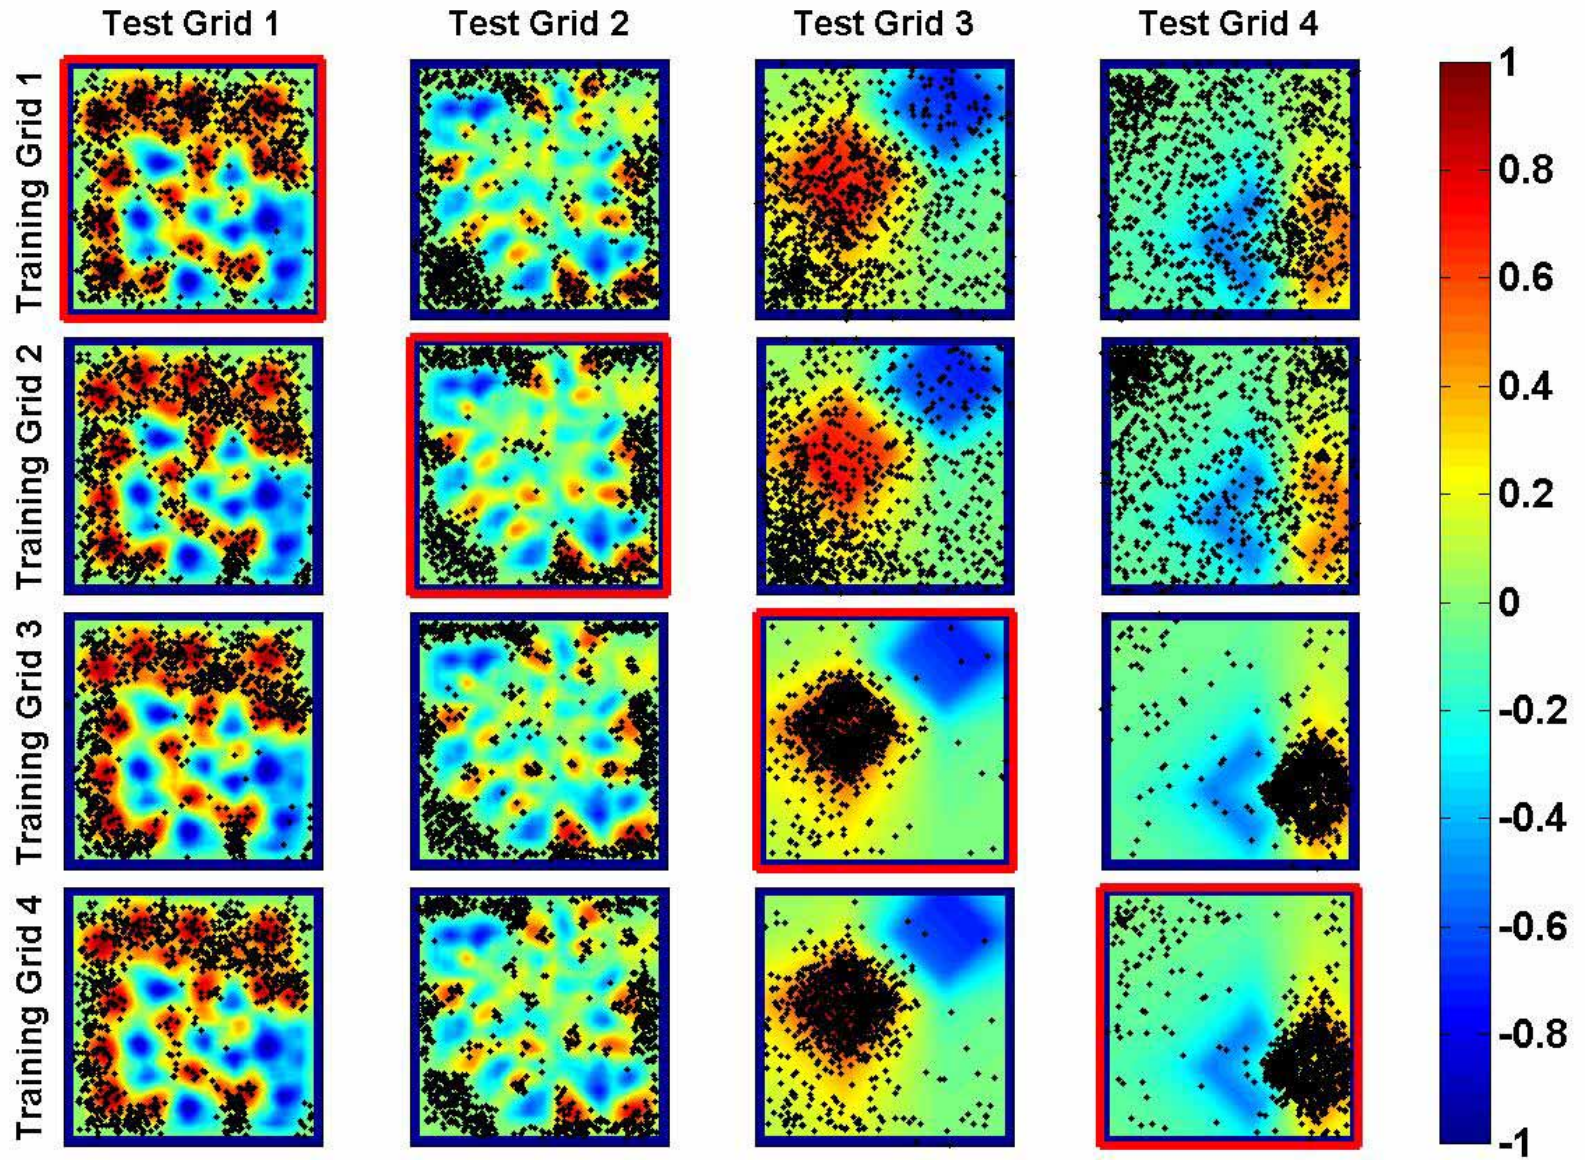 Test Grid 1
Test Grid 2
Test Grid 3
Test Grid 4
Training Grid 1
Training Grid 2
Training Grid 3
Training Grid 4
1
0.8
0.6
0.4
0.2
0
-0.2
-0.4
-0.6
-0.8
-1